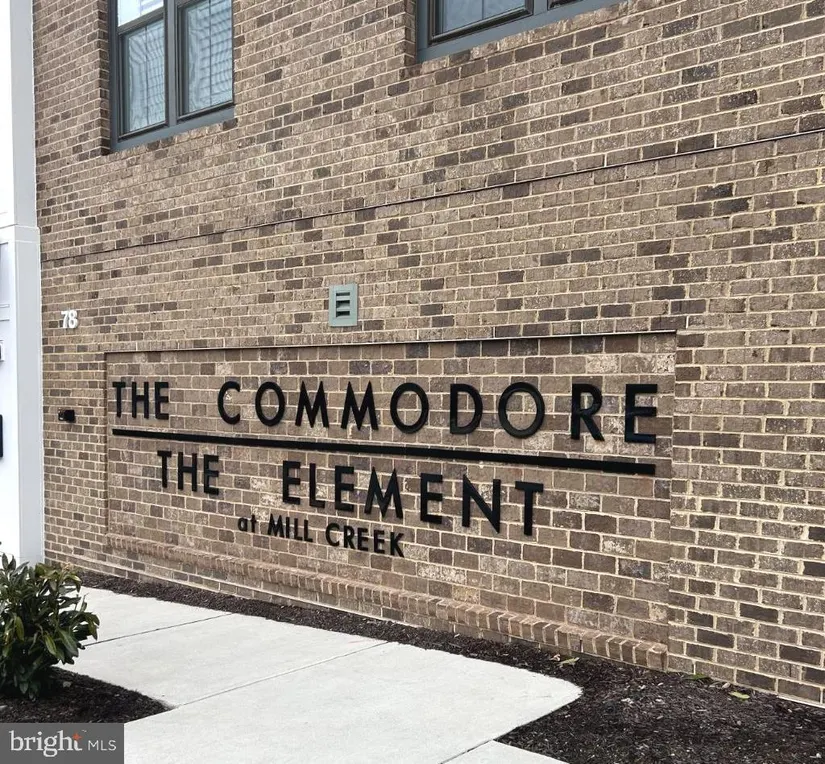 78
THE COMMODORE
THE ELEMENT
at MILL CREEK
bright MLS